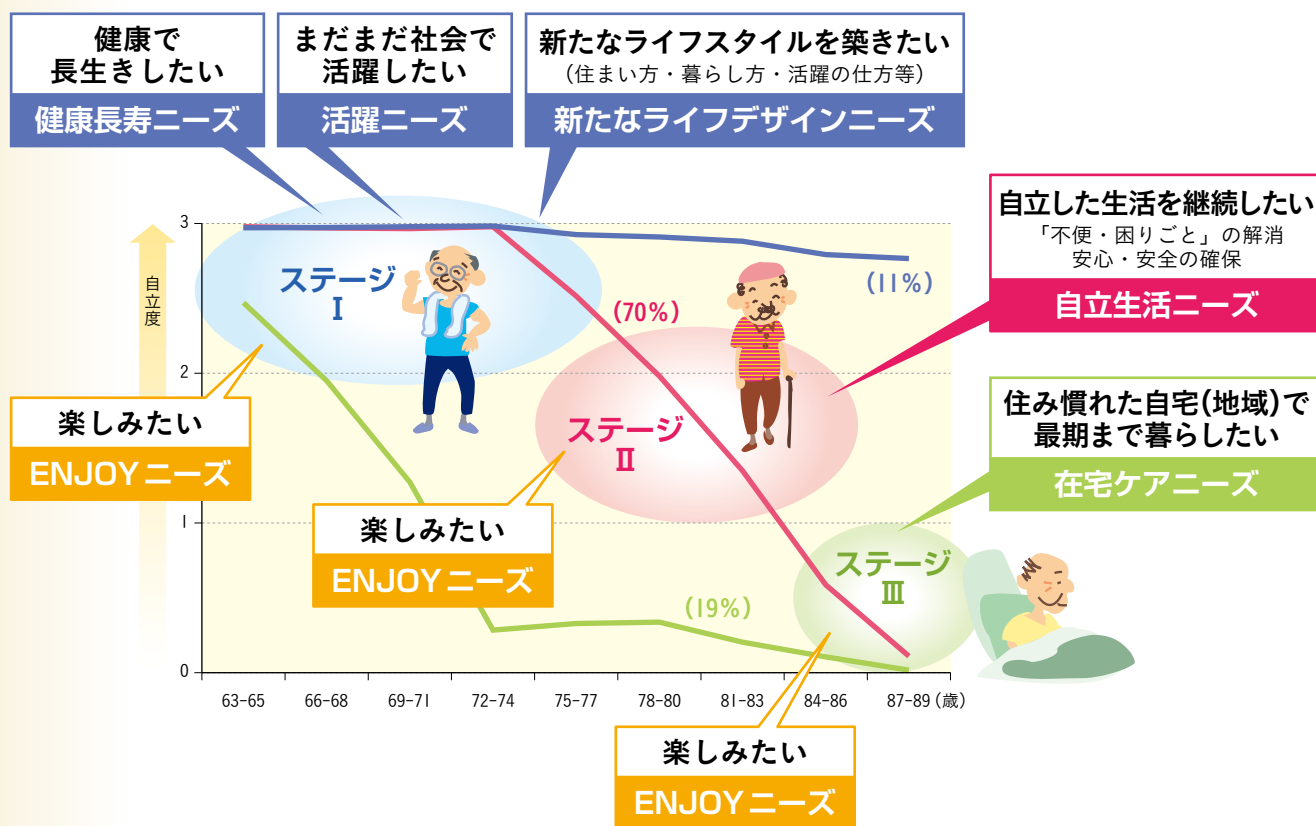 健康で
長生きしたい
健康長寿ニーズ
まだまだ社会で
活躍したい
活躍ニーズ
新たなライフスタイルを築きたい
(住まい方・暮らし方・活躍の仕方等)
新たなライフデザインニーズ
自立した生活を継続したい
「不便・困りごと」の解消
安心・安全の確保
自立生活ニーズ
住み慣れた自宅(地域)で
最期まで暮らしたい
在宅ケアニーズ
楽しみたい
ENJOYニーズ
楽しみたい
ENJOYニーズ
楽しみたい
ENJOYニーズ
自立度
3
2
1
0
ステージ
Ⅰ
ステージ
Ⅱ
ステージ
Ⅲ
(11%)
(70%)
(19%)
63-65 66-68 69-71 72-74 75-77 78-80 81-83 84-86 87-89 (歳)